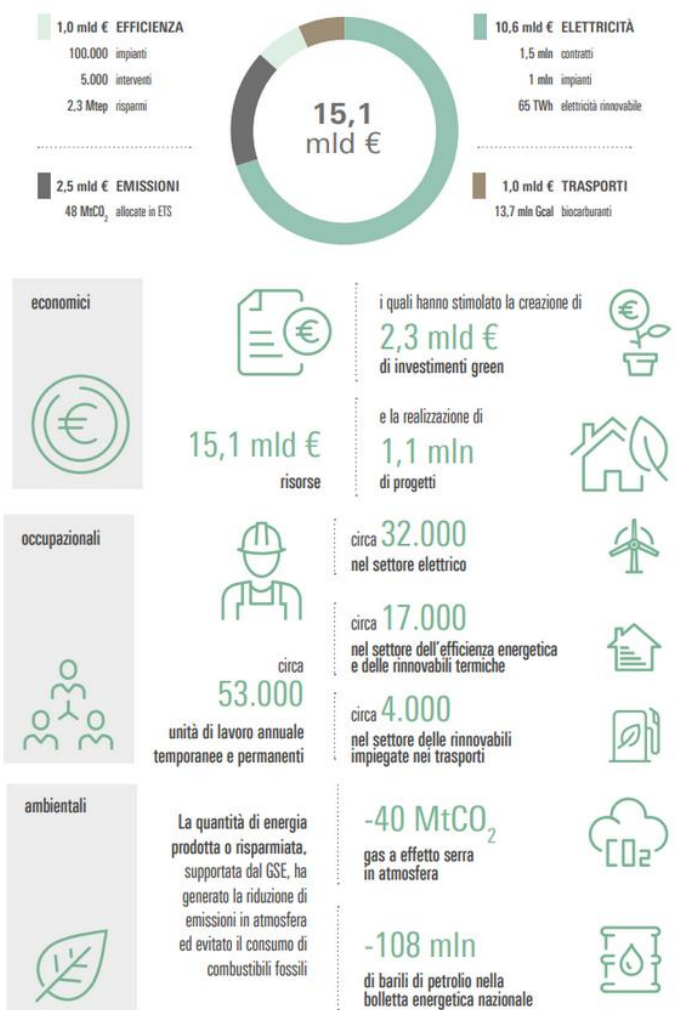 1,0 mld € EFFICIENZA
100.000 impianti
5.000 interventi
2,3 Mtep risparmi
2,5 mld € EMISSIONI
48 MtCO2 allocate in ETS
15,1
mld €
10,6 mld € ELETTRICITÀ
1,5 mln contratti
1 mln impianti
65 TWh elettricità rinnovabile
1,0 mld € TRASPORTI
13,7 mln Gcal biocarburanti
economici
15,1 mld €
risorse
i quali hanno stimolato la creazione di
2,3 mld €
di investimenti green
e la realizzazione di
1,1 mln
di progetti
occupazionali
circa
53.000
unità di lavoro annuale
temporanee e permanenti
circa 32.000
nel settore elettrico
circa 17.000
nel settore dell'efficienza energetica
e delle rinnovabili termiche
circa 4.000
nel settore delle rinnovabili
impiegate nei trasporti
ambientali
La quantità di energia
prodotta o risparmiata,
supportata dal GSE, ha
generato la riduzione di
emissioni in atmosfera
ed evitato il consumo di
combustibili fossili
-40 MtCO2
gas a effetto serra
in atmosfera
CO2
-108 mln
di barili di petrolio nella
bolletta energetica nazionale